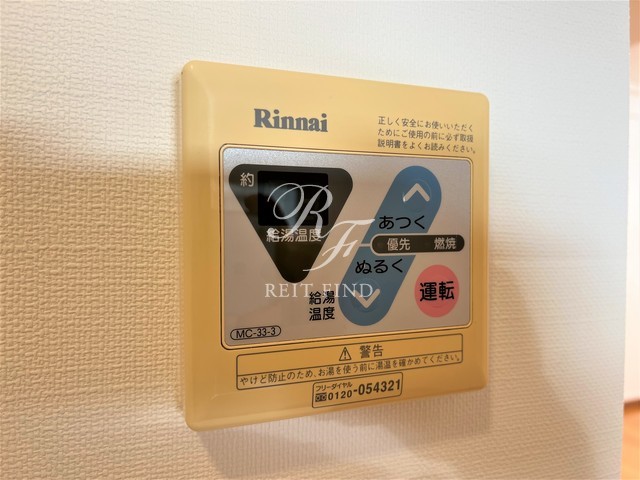 Rinnai
正しく安全にお使いいただく
ためにご使用の前に必ず取扱
説明書をよくお読みください。
約
給湯温度
あつく
優先 燃焼
ぬるく
運転
給湯
温度
MC-33-3
RF
REIT FIND
警告
やけど防止のため、お湯を使う前に湯温を確かめてください。
フリーダイヤル
0120-054321